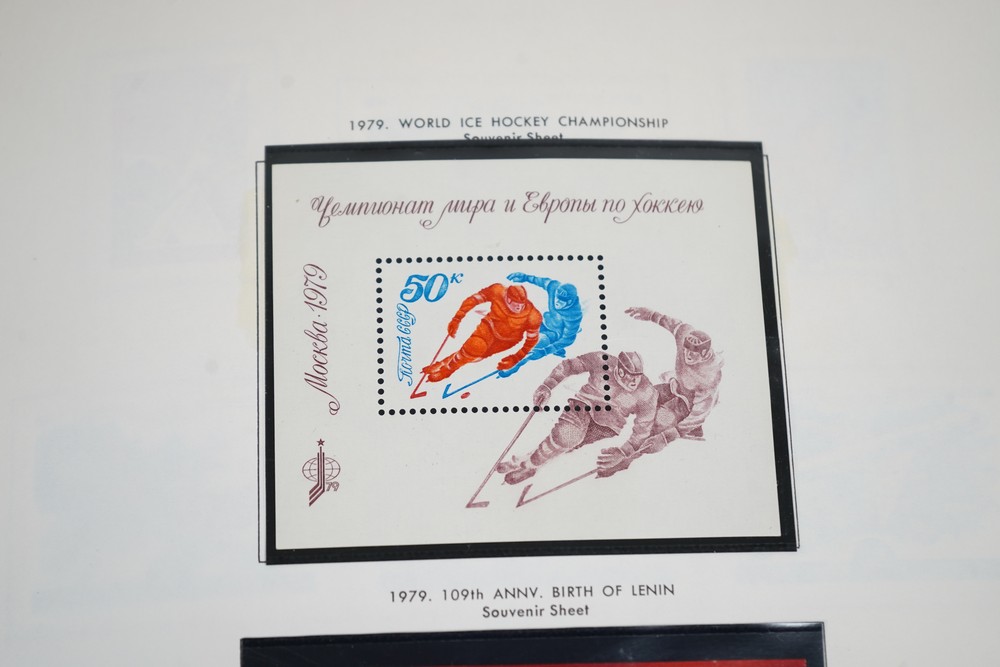 1979. WORLD ICE HOCKEY CHAMPIONSHIP
Souvenir Sheet
Чемпионат мира и Европы по хоккею
Москва·1979
50к
Почта СССР
79
1979. 109th ANNV. BIRTH OF LENIN
Souvenir Sheet